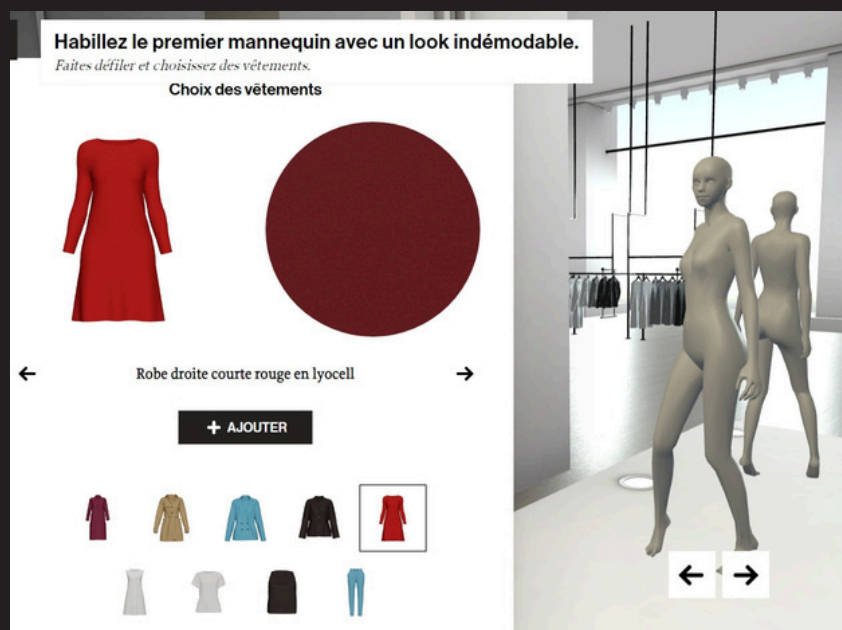 Habillez le premier mannequin avec un look indémodable.
Faites défiler et choisissez des vêtements.
Choix des vêtements
Robe droite courte rouge en lyocell
AJOUTER